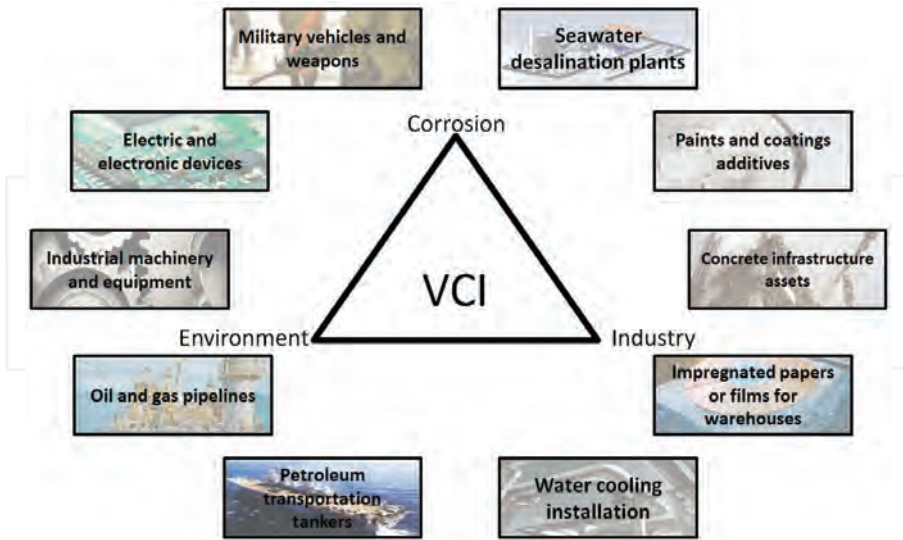 Military vehicles and
weapons
Seawater
desalination plants
Electric and
electronic devices
Corrosion
Paints and coatings
additives
Industrial machinery
and equipment
VCI
Concrete infrastructure
assets
Environment
Industry
Oil and gas pipelines
Impregnated papers
or films for
warehouses
Petroleum
transportation
tankers
Water cooling
installation